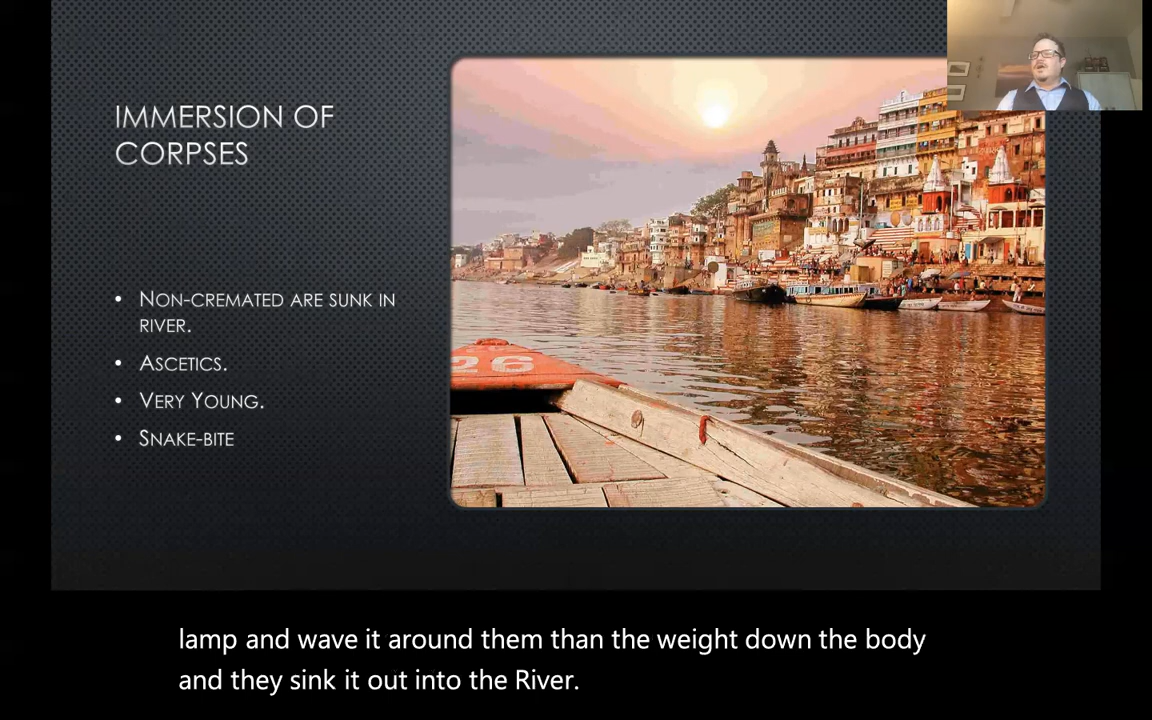 IMMERSION OF
CORPSES
• NON-CREMATED ARE SUNK IN
RIVER.
• ASCETICS.
• VERY YOUNG.
• SNAKE-BITE
26
lamp and wave it around them than the weight down the body
and they sink it out into the River.